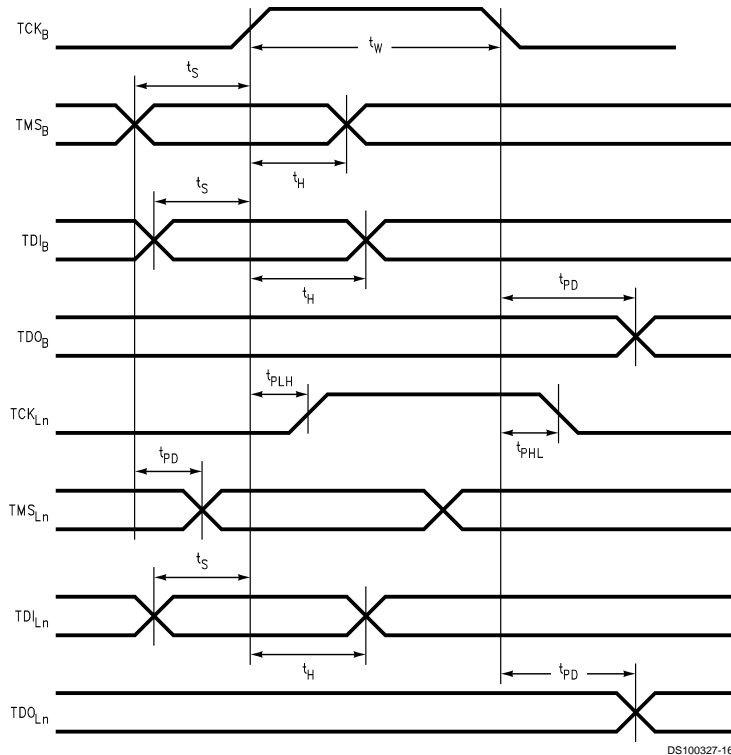 TCK_B
t_W
t_S
TMS_B
t_H
t_S
TDI_B
t_H
t_PD
TDO_B
t_PLH
TCK_Ln
t_PHL
t_PD
TMS_Ln
t_S
TDI_Ln
t_H
t_PD
TDO_Ln
DS100327-16